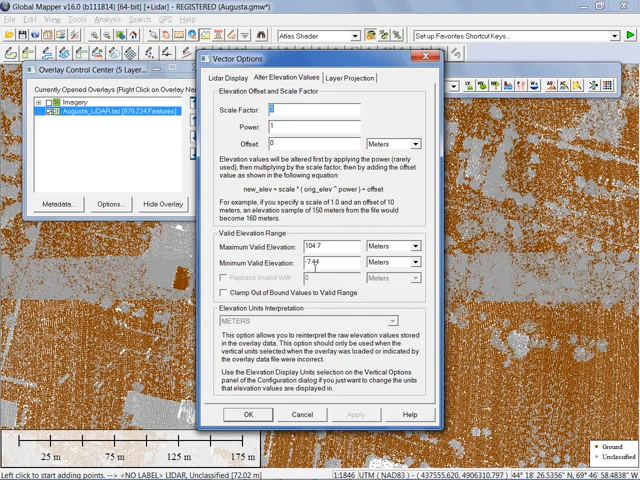 Global Mapper v16.0 (b111814) [64-bit] [+Lidar] - REGISTERED (Augusta.gmw*)
File Edit View Tools Analysis Search GPS Help
Atlas Shader
Set up Favorites Shortcut Keys...
Overlay Control Center (5 Layer...
Currently Opened Overlays (Right Click on Overlay Na
Imagery
Augusta_LiDAR.laz [870,234 Features]
Metadata...
Options...
Hide Overlay
Vector Options
Lidar Display
Alter Elevation Values
Layer Projection
Elevation Offset and Scale Factor
Scale Factor: 1
Power: 1
Offset: 0 Meters
Elevation values will be altered first by applying the power (rarely
used), then multiplying by the scale factor, then by adding the offset
value as shown in the following equation:
new_elev = scale * ( orig_elev ^ power ) + offset
For example, if you specify a scale of 1.0 and an offset of 10
meters, an elevation sample of 150 meters from the file would
become 160 meters.
Valid Elevation Range
Maximum Valid Elevation: 104.7 Meters
Minimum Valid Elevation: -7.44 Meters
Replace Invalid With 0 Meters
Clamp Out of Bound Values to Valid Range
Elevation Units Interpretation
METERS
This option allows you to reinterpret the raw elevation values stored
in the overlay data. This option should only be used when the
vertical units selected when the overlay was loaded or indicated by
the overlay data file were incorrect.
Use the Elevation Display Units selection on the Vertical Options
panel of the Configuration dialog if you just want to change the units
that elevation values are displayed in.
OK
Cancel
Apply
Help
25 m
75 m
125 m
175 m
Ground
Unclassified
Left click to start adding points. --> <NO LABEL> LIDAR, Unclassified [72.02 m]
1:1846 UTM ( NAD83 ) - ( 437555.620, 4906310.797 ) 44° 18' 26.5356" N, 69° 46' 58.4838" W